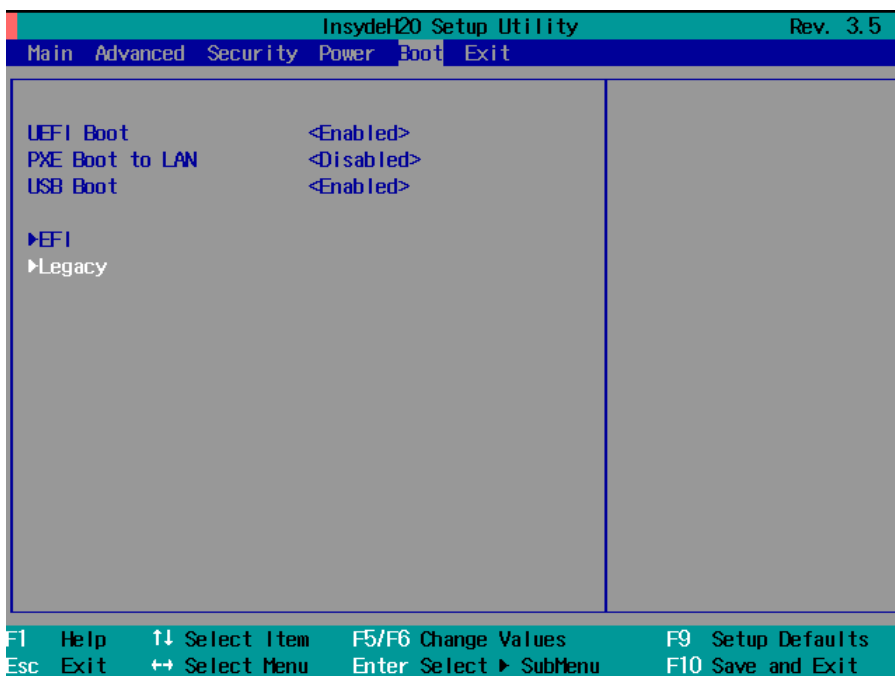 InsydeH2O Setup Utility Rev. 3.5
Main Advanced Security Power Boot Exit
UEFI Boot <Enabled>
PXE Boot to LAN <Disabled>
USB Boot <Enabled>
▶EFI
▶Legacy
F1 Help ↑↓ Select Item F5/F6 Change Values F9 Setup Defaults
Esc Exit ↔ Select Menu Enter Select ▶ SubMenu F10 Save and Exit